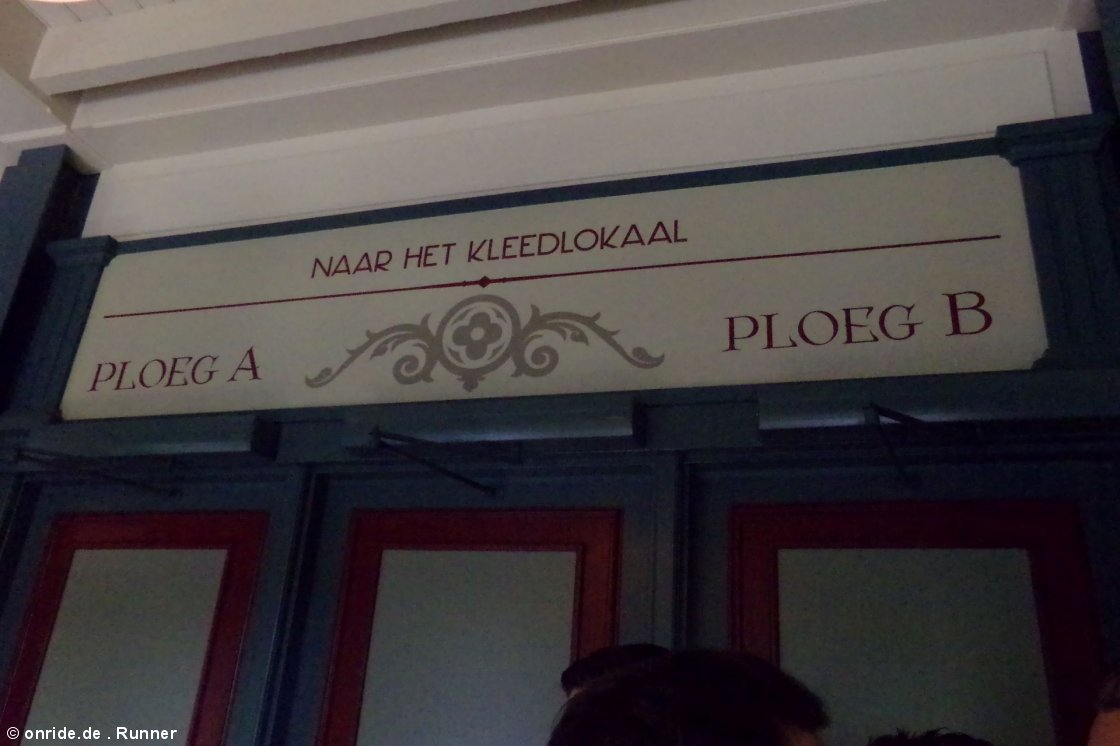 NAAR HET KLEEDLOKAAL
PLOEG A
PLOEG B
© onride.de . Runner